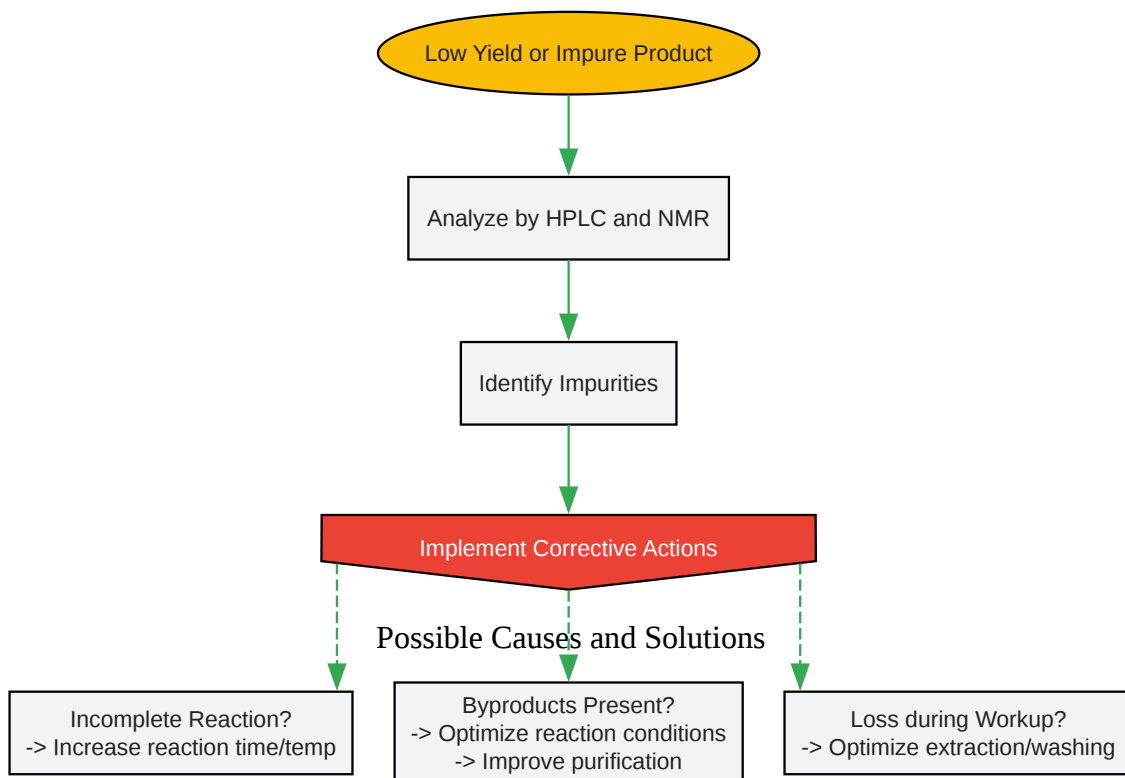 Low Yield or Impure Product
Analyze by HPLC and NMR
Identify Impurities
Implement Corrective Actions
Possible Causes and Solutions
Incomplete Reaction?
-> Increase reaction time/temp
Byproducts Present?
-> Optimize reaction conditions
-> Improve purification
Loss during Workup?
-> Optimize extraction/washing